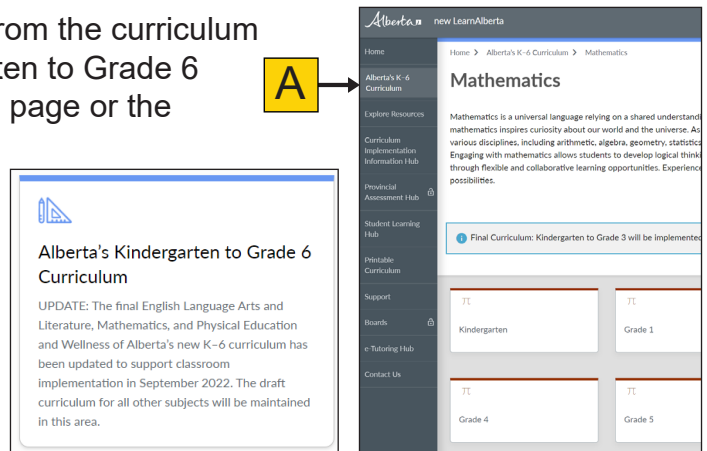 rom the curriculum
ten to Grade 6
page or the
A
Alberta's Kindergarten to Grade 6
Curriculum
UPDATE: The final English Language Arts and
Literature, Mathematics, and Physical Education
and Wellness of Alberta's new K–6 curriculum has
been updated to support classroom
implementation in September 2022. The draft
curriculum for all other subjects will be maintained
in this area.
Alberta new LearnAlberta
Home
Alberta's K–6
Curriculum
Explore Resources
Curriculum
Implementation
Information Hub
Provincial
Assessment Hub
Student Learning
Hub
Printable
Curriculum
Support
Boards
e-Tutoring Hub
Contact Us
Home > Alberta's K–6 Curriculum > Mathematics
Mathematics
Mathematics is a universal language relying on a shared understandi
mathematics inspires curiosity about our world and the universe. As
various disciplines, including arithmetic, algebra, geometry, statistics
Engaging with mathematics allows students to develop logical thinki
through flexible and collaborative learning opportunities. Experience
possibilities.
Final Curriculum: Kindergarten to Grade 3 will be implemented
π
Kindergarten
π
Grade 1
π
Grade 4
π
Grade 5